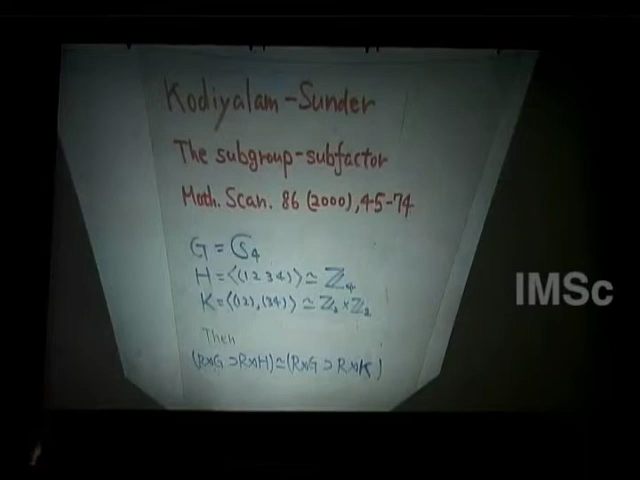 Kodiyalam-Sunder
The subgroup-subfactor
Math. Scan. 86 (2000), 45-74
G = S₄
H = ⟨(1 2 3 4)⟩ ≃ ℤ₄
K = ⟨(12), (34)⟩ ≃ ℤ₂ × ℤ₂
Then
(R⋊G ⊃ R⋊H) ≃ (R⋊G ⊃ R⋊K)
IMSc